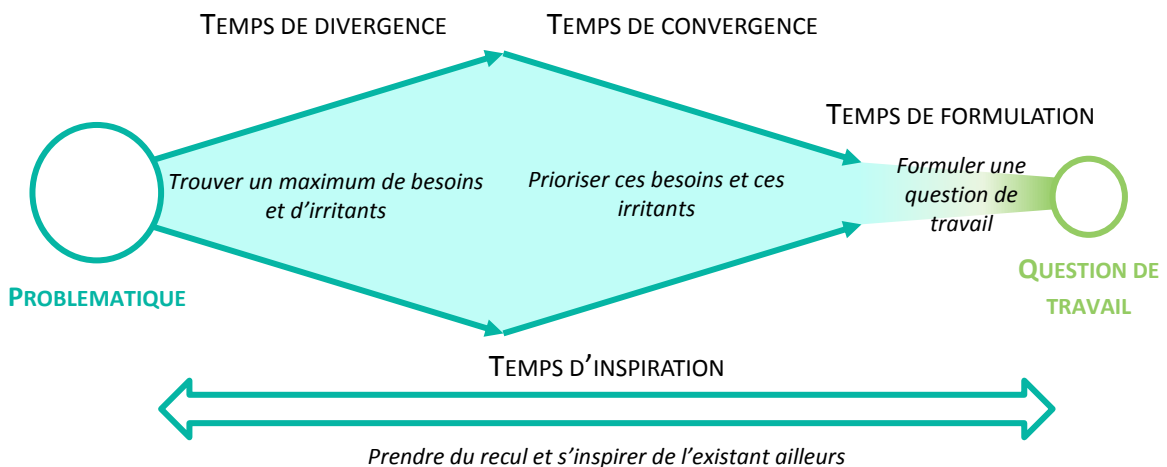 TEMPS DE DIVERGENCE
TEMPS DE CONVERGENCE
TEMPS DE FORMULATION
Trouver un maximum de besoins
et d'irritants
Prioriser ces besoins et ces
irritants
Formuler une
question de
travail
PROBLEMATIQUE
QUESTION DE
TRAVAIL
TEMPS D'INSPIRATION
Prendre du recul et s'inspirer de l'existant ailleurs